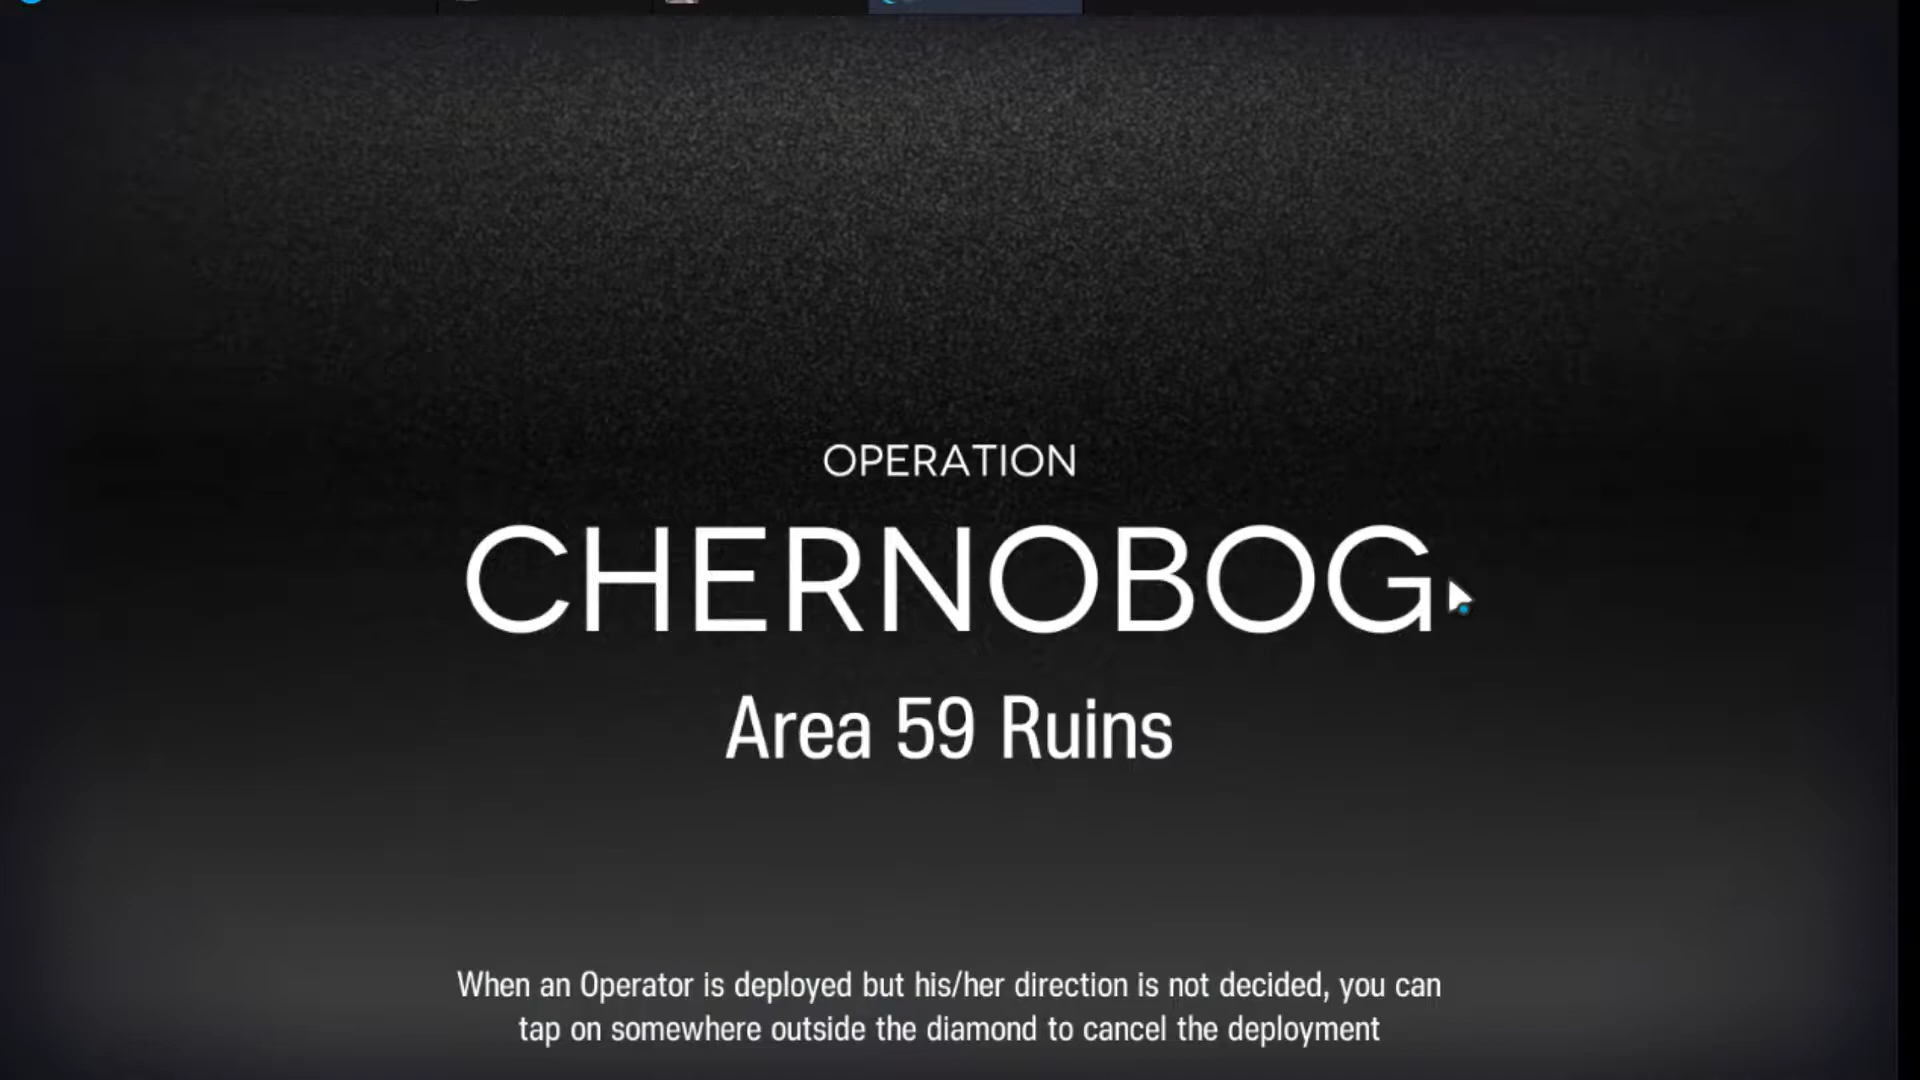 OPERATION
CHERNOBOG
Area 59 Ruins
When an Operator is deployed but his/her direction is not decided, you can
tap on somewhere outside the diamond to cancel the deployment